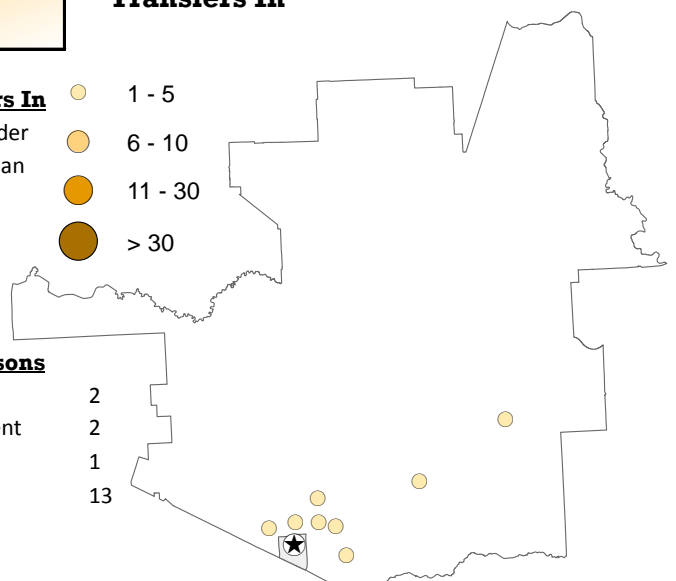 Transfers In
rs In
1 - 5
der
6 - 10
an
11 - 30
> 30
sons
2
nt
2
1
13